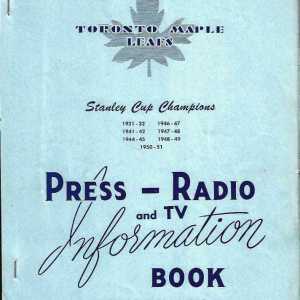 TORONTO MAPLE
LEAFS
Stanley Cup Champions
1931-32 1946-47
1941-42 1947-48
1944-45 1948-49
1950-51
PRESS – RADIO
and TV
Information
BOOK